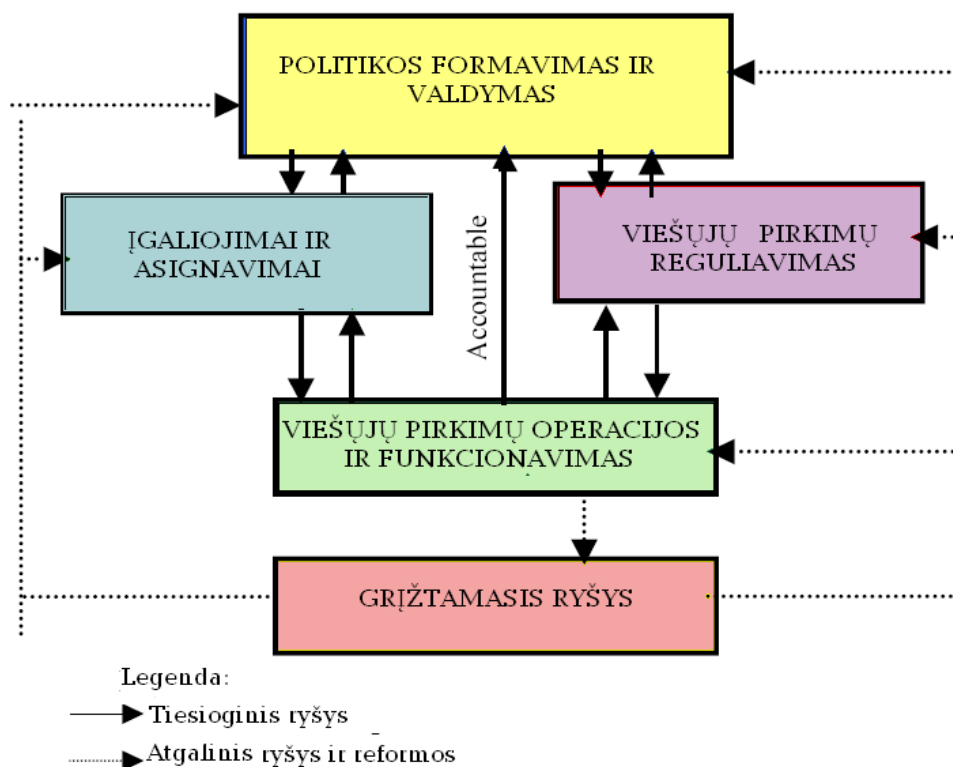 POLITIKOS FORMAVIMAS IR
VALDYMAS
ĮGALIOJIMAI IR
ASIGNAVIMAI
Accountable
VIEŠŲJŲ PIRKIMŲ
REGULIAVIMAS
VIEŠŲJŲ PIRKIMŲ OPERACIJOS
IR FUNKCIONAVIMAS
GRĮŽTAMASIS RYŠYS
Legenda:
Tiesioginis ryšys
Atgalinis ryšys ir reformos